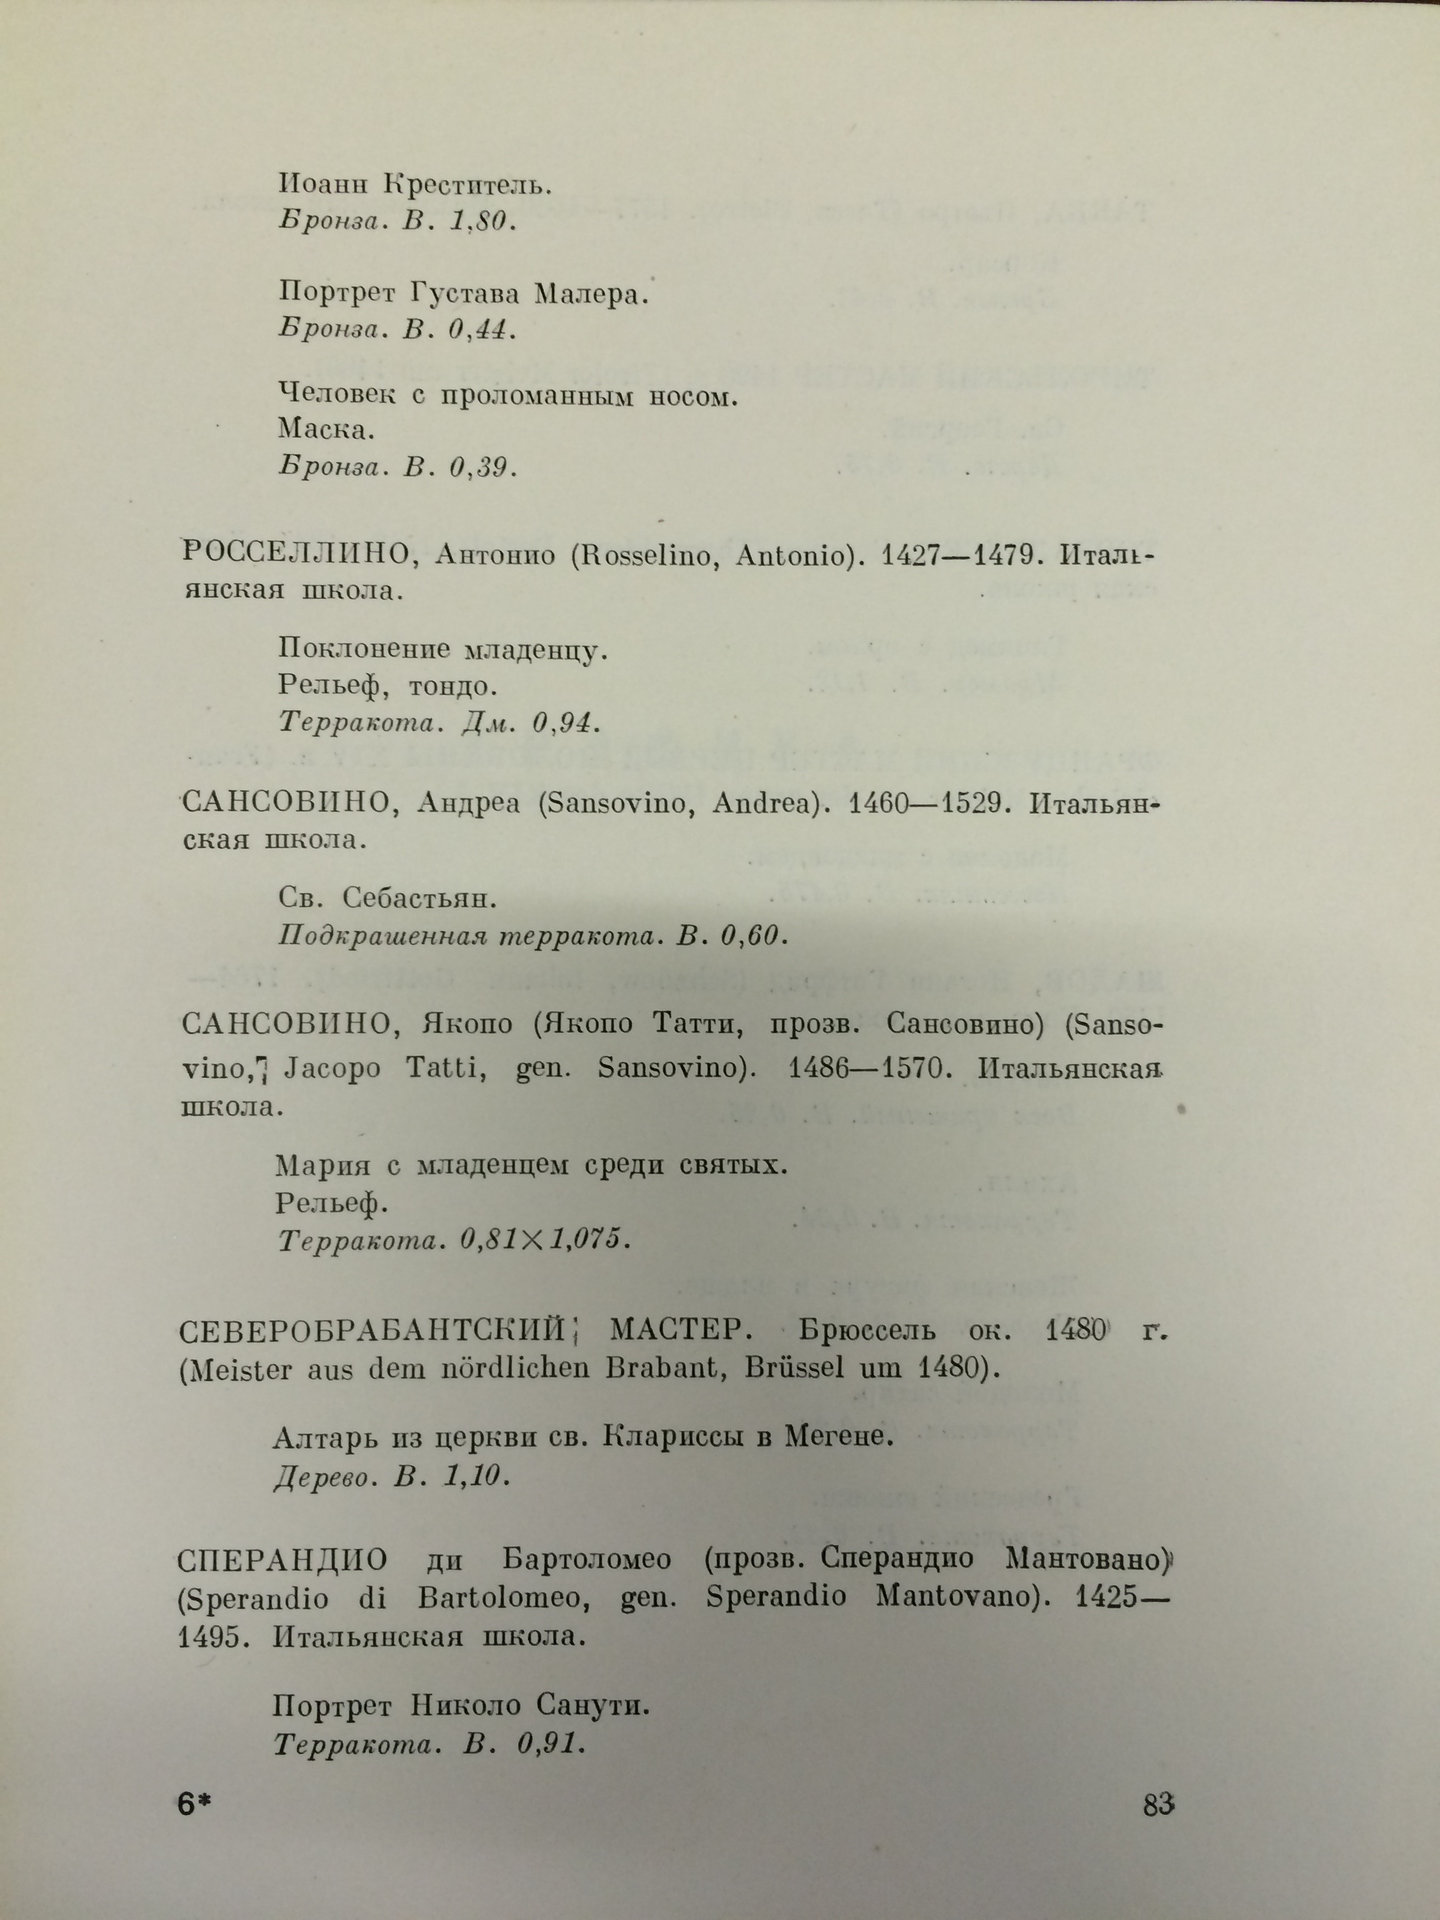 Иоанн Креститель.
Бронза. В. 1,80.
Портрет Густава Малера.
Бронза. В. 0,44.
Человек с проломанным носом.
Маска.
Бронза. В. 0,39.
РОССЕЛЛИНО, Антонио (Rosselino, Antonio). 1427—1479. Италь-
янская школа.
Поклонение младенцу.
Рельеф, тондо.
Терракота. Дм. 0,94.
САНСОВИНО, Андреа (Sansovino, Andrea). 1460—1529. Итальян-
ская школа.
Св. Себастьян.
Подкрашенная терракота. В. 0,60.
САНСОВИНО, Якопо (Якопо Татти, прозв. Сансовино) (Sanso-
vino, Jacopo Tatti, gen. Sansovino). 1486—1570. Итальянская
школа.
Мария с младенцем среди святых.
Рельеф.
Терракота. 0,81×1,075.
СЕВЕРОБРАБАНТСКИЙ МАСТЕР. Брюссель ок. 1480 г.
(Meister aus dem nördlichen Brabant, Brüssel um 1480).
Алтарь из церкви св. Клариссы в Мегене.
Дерево. В. 1,10.
СПЕРАНДИО ди Бартоломео (прозв. Сперандио Мантовано)
(Sperandio di Bartolomeo, gen. Sperandio Mantovano). 1425—
1495. Итальянская школа.
Портрет Николо Санути.
Терракота. В. 0,91.
6*
83